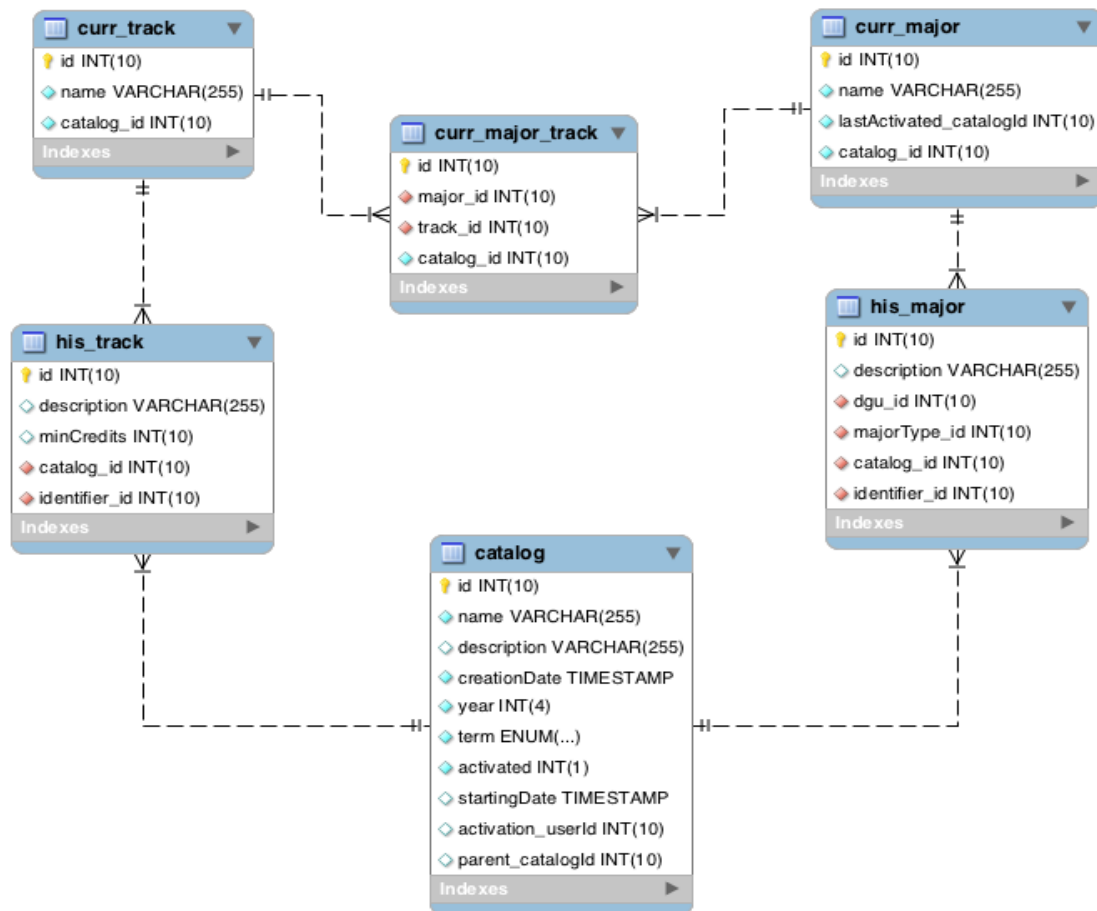 curr_track
id INT(10)
name VARCHAR(255)
catalog_id INT(10)
Indexes
curr_major
id INT(10)
name VARCHAR(255)
lastActivated_catalogId INT(10)
catalog_id INT(10)
Indexes
curr_major_track
id INT(10)
major_id INT(10)
track_id INT(10)
catalog_id INT(10)
Indexes
his_track
id INT(10)
description VARCHAR(255)
minCredits INT(10)
catalog_id INT(10)
identifier_id INT(10)
Indexes
his_major
id INT(10)
description VARCHAR(255)
dgu_id INT(10)
majorType_id INT(10)
catalog_id INT(10)
identifier_id INT(10)
Indexes
catalog
id INT(10)
name VARCHAR(255)
description VARCHAR(255)
creationDate TIMESTAMP
year INT(4)
term ENUM(...)
activated INT(1)
startingDate TIMESTAMP
activation_userId INT(10)
parent_catalogId INT(10)
Indexes